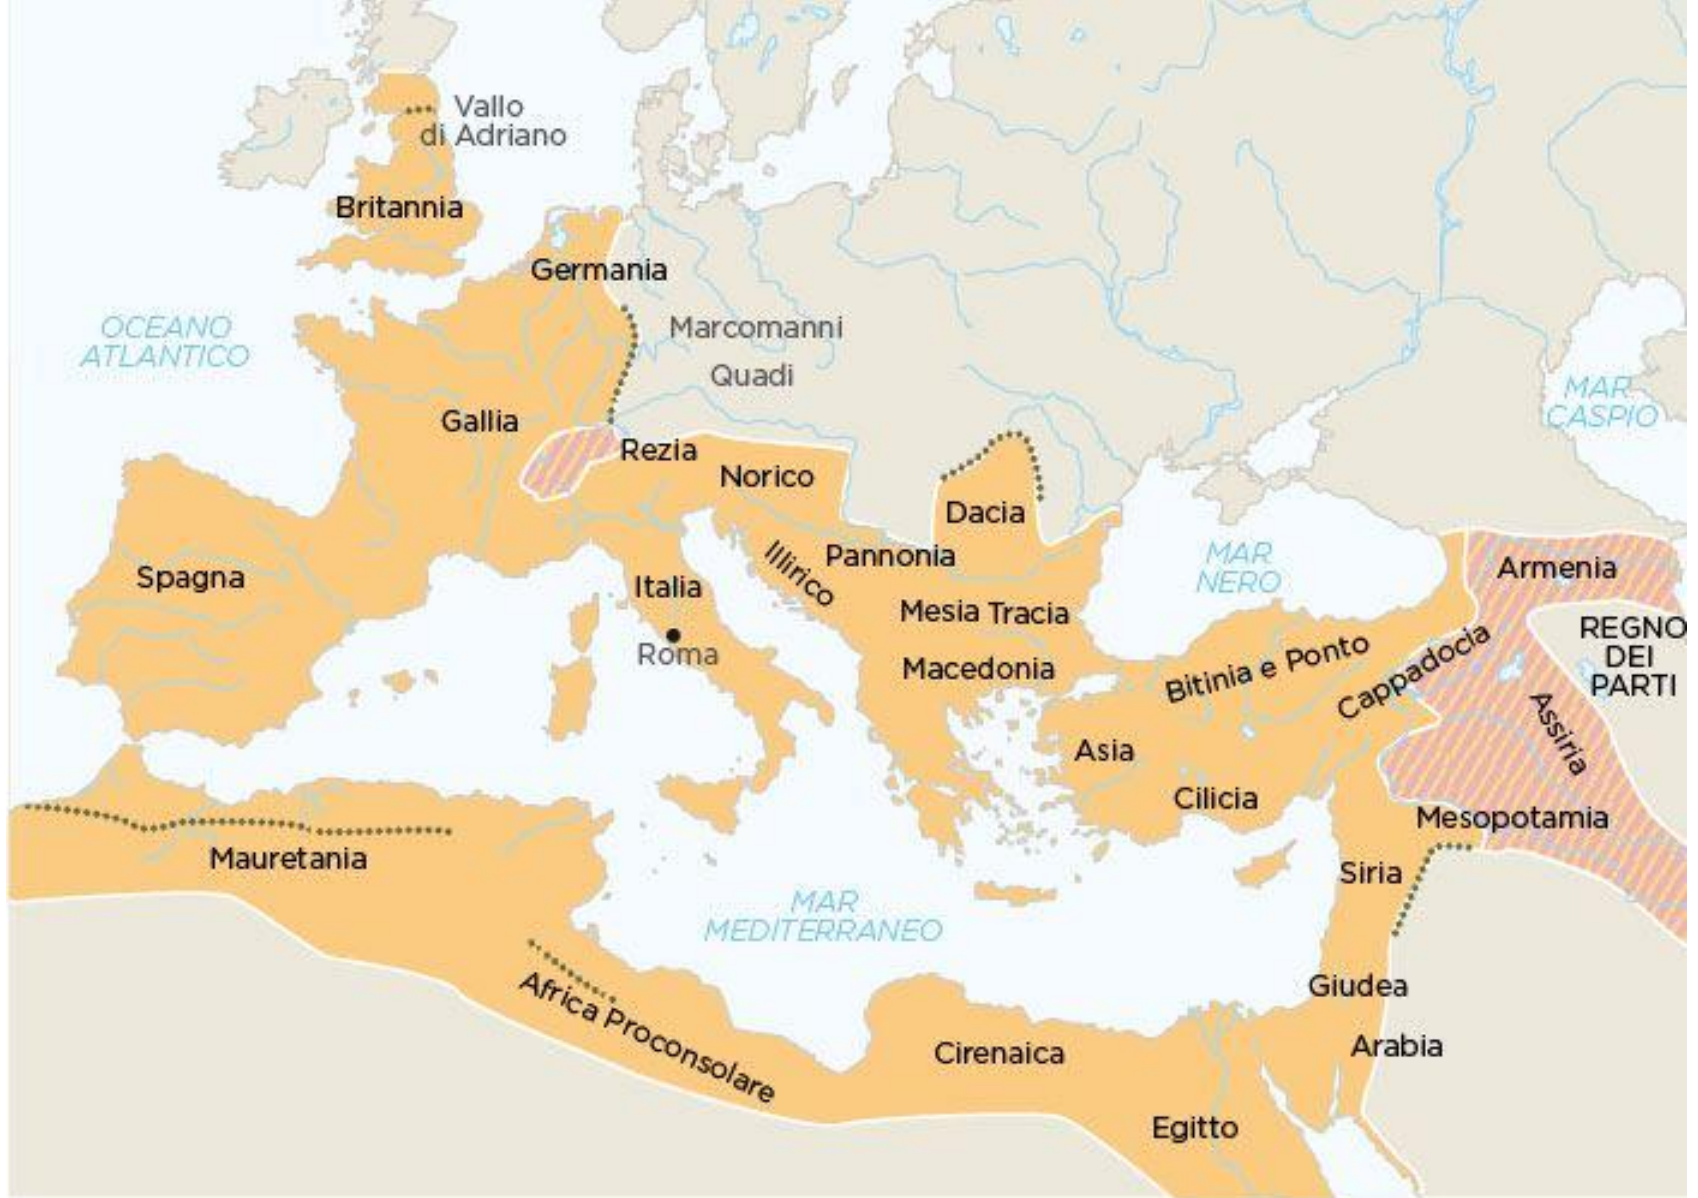 Vallo
di Adriano
Britannia
Germania
OCEANO
ATLANTICO
Marcomanni
Quadi
MAR
CASPIO
Gallia
Rezia
Norico
Dacia
Spagna
Italia
Illirico
Pannonia
MAR
NERO
Armenia
Roma
Mesia Tracia
Macedonia
Bitinia e Ponto
Cappadocia
REGNO
DEI
PARTI
Assiria
Asia
Cilicia
Mesopotamia
Mauretania
Siria
MAR
MEDITERRANEO
Africa Proconsolare
Giudea
Cirenaica
Arabia
Egitto